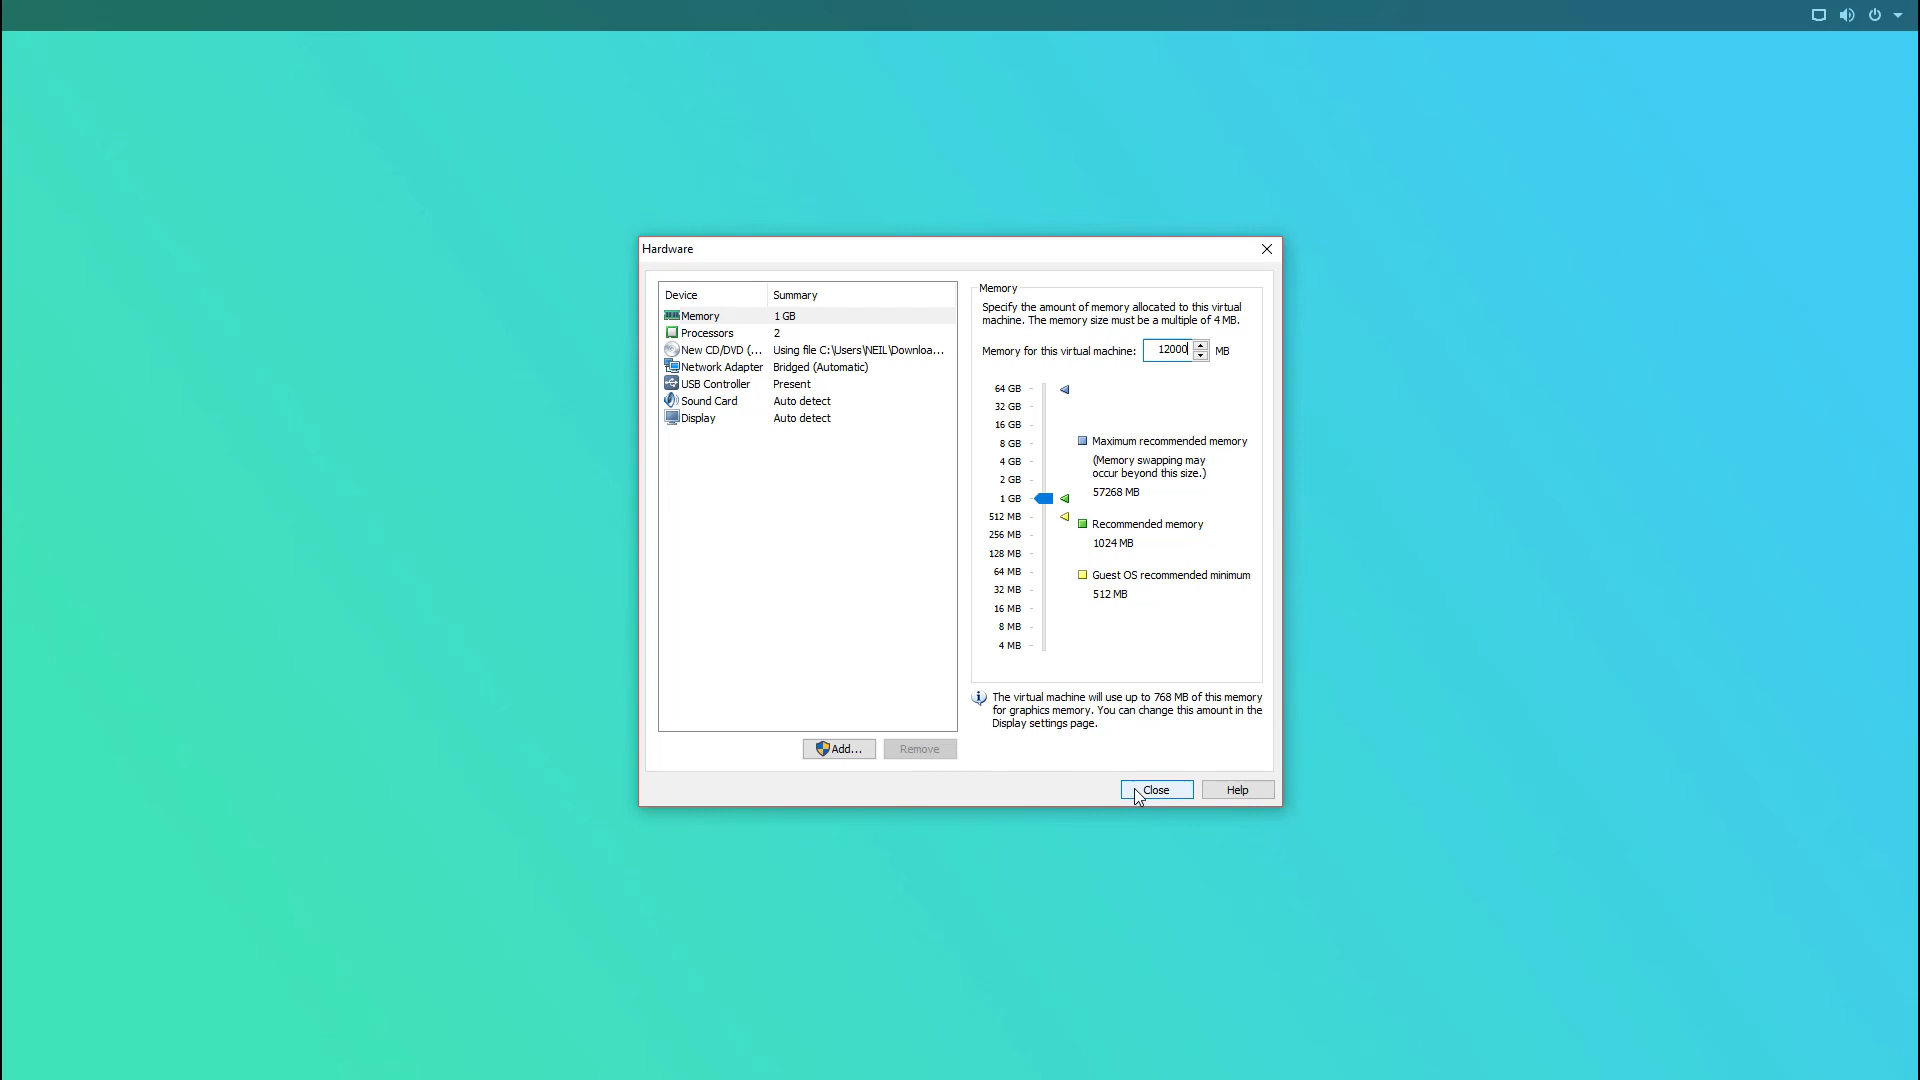 Hardware
Device Summary
Memory 1 GB
Processors 2
New CD/DVD (... Using file C:\Users\NEIL\Downloa...
Network Adapter Bridged (Automatic)
USB Controller Present
Sound Card Auto detect
Display Auto detect
Add...
Remove
Memory
Specify the amount of memory allocated to this virtual
machine. The memory size must be a multiple of 4 MB.
Memory for this virtual machine: 12000 MB
64 GB
32 GB
16 GB
8 GB
4 GB
2 GB
1 GB
512 MB
256 MB
128 MB
64 MB
32 MB
16 MB
8 MB
4 MB
Maximum recommended memory
(Memory swapping may
occur beyond this size.)
57268 MB
Recommended memory
1024 MB
Guest OS recommended minimum
512 MB
The virtual machine will use up to 768 MB of this memory
for graphics memory. You can change this amount in the
Display settings page.
Close
Help